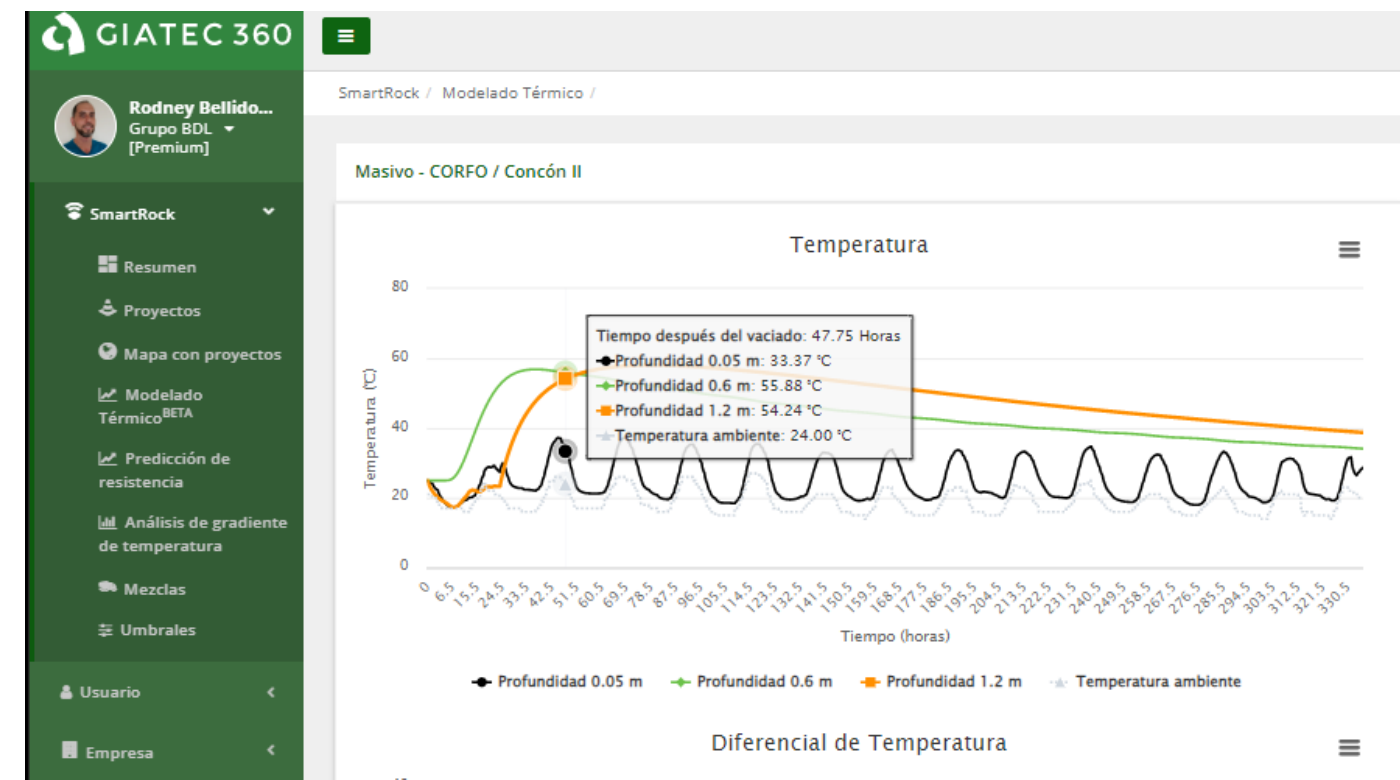 GIATEC 360
Rodney Bellido...
Grupo BDL
[Premium]
SmartRock
Resumen
Proyectos
Mapa con proyectos
Modelado
Térmico BETA
Predicción de
resistencia
Análisis de gradiente
de temperatura
Mezclas
Umbrales
Usuario
Empresa
SmartRock / Modelado Térmico /
Masivo - CORFO / Concón II
Temperatura
80
60
40
20
0
Temperatura (℃)
Tiempo después del vaciado: 47.75 Horas
Profundidad 0.05 m: 33.37 ℃
Profundidad 0.6 m: 55.88 ℃
Profundidad 1.2 m: 54.24 ℃
Temperatura ambiente: 24.00 ℃
0 6.5 15.5 24.5 33.5 42.5 51.5 60.5 69.5 78.5 87.5 96.5 105.5 114.5 123.5 132.5 141.5 150.5 159.5 168.5 177.5 186.5 195.5 204.5 213.5 222.5 231.5 240.5 249.5 258.5 267.5 276.5 285.5 294.5 303.5 312.5 321.5 330.5
Tiempo (horas)
Profundidad 0.05 m Profundidad 0.6 m Profundidad 1.2 m Temperatura ambiente
Diferencial de Temperatura